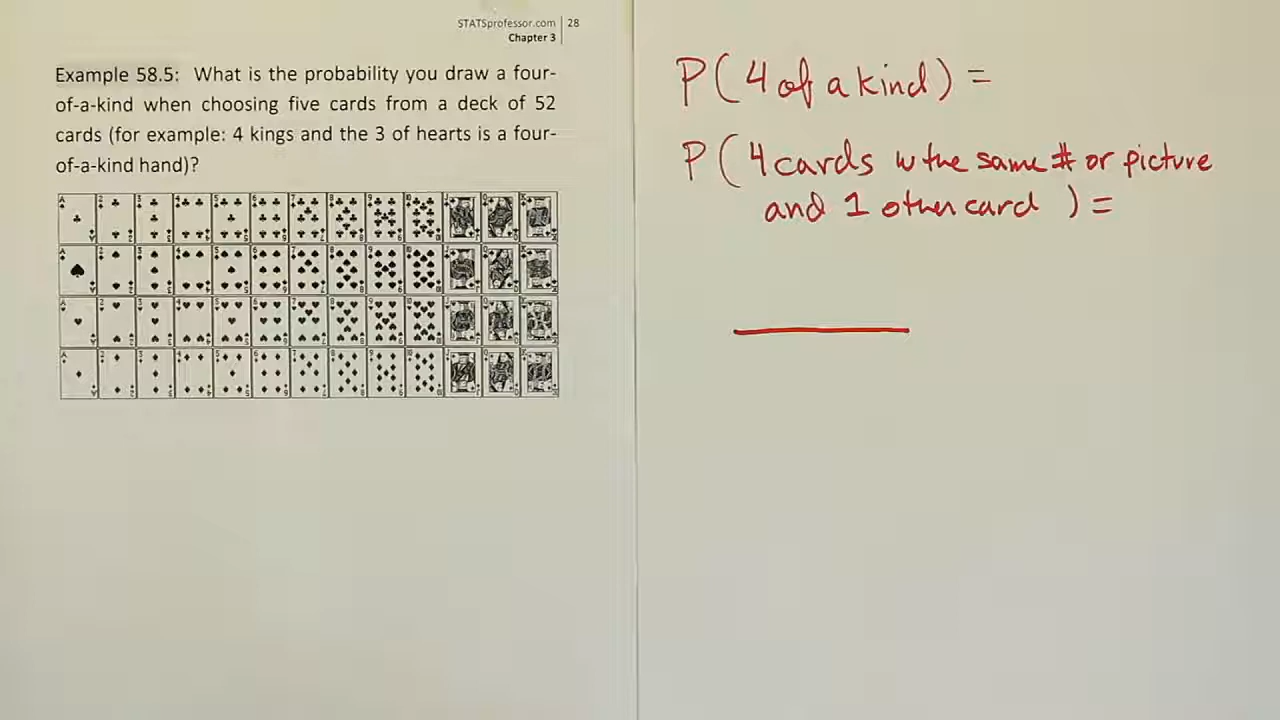 STATSprofessor.com 28
Chapter 3
Example 58.5: What is the probability you draw a four-
of-a-kind when choosing five cards from a deck of 52
cards (for example: 4 kings and the 3 of hearts is a four-
of-a-kind hand)?
P(4 of a kind) =
P(4 cards w the same # or picture
and 1 other card) =